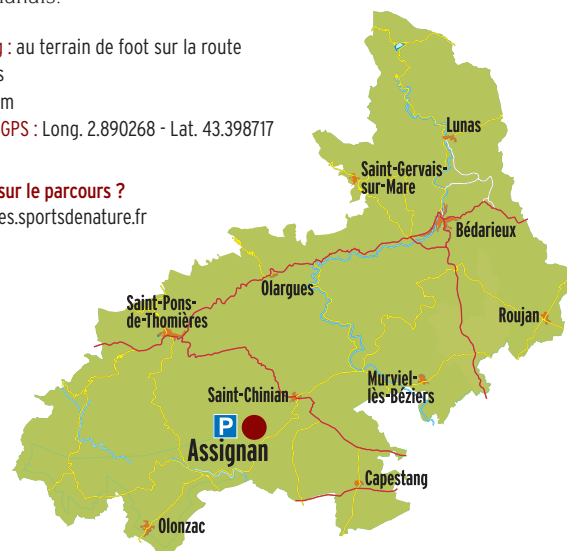 : au terrain de foot sur la route
m
GPS : Long. 2.890268 - Lat. 43.398717
sur le parcours ?
es.sportsdenature.fr
Lunas
Saint-Gervais-
sur-Mare
Bédarieux
Olargues
Saint-Pons-
de-Thomières
Roujan
Murviel-
lès-Béziers
Saint-Chinian
P
Assignan
Capestang
Olonzac